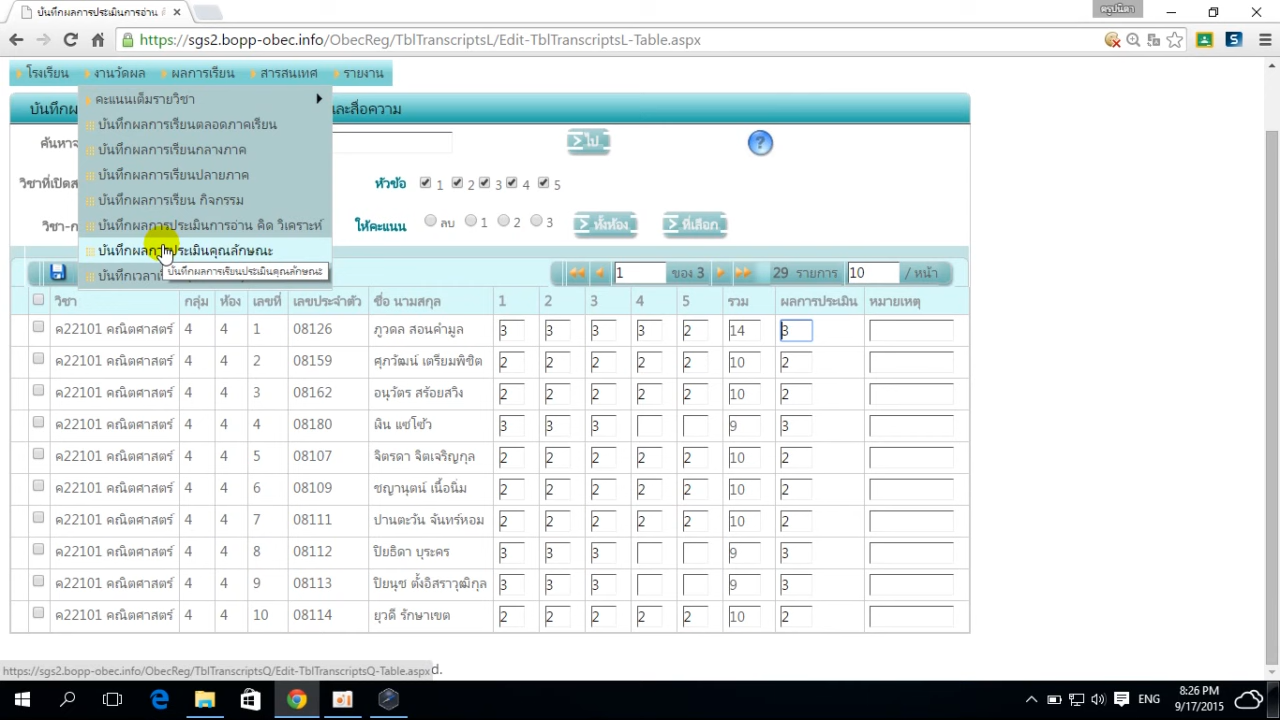 บันทึกผลการประเมินการอ่าน
ครูปนิดา
https://sgs2.bopp-obec.info/ObecReg/TblTranscriptsL/Edit-TblTranscriptsL-Table.aspx
โรงเรียน งานวัดผล ผลการเรียน สารสนเทศ รายงาน
คะแนนเต็มรายวิชา
บันทึกผ ละสื่อความ
บันทึกผลการเรียนตลอดภาคเรียน
ค้นหา ไป ?
บันทึกผลการเรียนกลางภาค
บันทึกผลการเรียนปลายภาค
วิชาที่เปิดส หัวข้อ 1 2 3 4 5
บันทึกผลการเรียน กิจกรรม
บันทึกผลการประเมินการอ่าน คิด วิเคราะห์
วิชา-ก ให้คะแนน ลบ 1 2 3 ทั้งห้อง ที่เลือก
บันทึกผลการประเมินคุณลักษณะ
บันทึกเวลาเ บันทึกผลการเรียนประเมินคุณลักษณะ
1 ของ 3 29 รายการ 10 / หน้า
วิชา กลุ่ม ห้อง เลขที่ เลขประจำตัว ชื่อ นามสกุล 1 2 3 4 5 รวม ผลการประเมิน หมายเหตุ
ค22101 คณิตศาสตร์ 4 4 1 08126 ภูวดล สอนคำมูล 3 3 3 3 2 14 3
ค22101 คณิตศาสตร์ 4 4 2 08159 ศุภวัฒน์ เตรียมพิชิต 2 2 2 2 2 10 2
ค22101 คณิตศาสตร์ 4 4 3 08162 อนุวัตร สร้อยสวิง 2 2 2 2 2 10 2
ค22101 คณิตศาสตร์ 4 4 4 08180 ผิน แซ่โซ้ว 3 3 3 9 3
ค22101 คณิตศาสตร์ 4 4 5 08107 จิตรดา จิตเจริญกุล 2 2 2 2 2 10 2
ค22101 คณิตศาสตร์ 4 4 6 08109 ชญานุตน์ เนื้อนิ่ม 2 2 2 2 2 10 2
ค22101 คณิตศาสตร์ 4 4 7 08111 ปานตะวัน จันทร์หอม 2 2 2 2 2 10 2
ค22101 คณิตศาสตร์ 4 4 8 08112 ปิยธิดา บุระคร 3 3 3 9 3
ค22101 คณิตศาสตร์ 4 4 9 08113 ปิยนุช ตั้งอิสราวุฒิกุล 3 3 3 9 3
ค22101 คณิตศาสตร์ 4 4 10 08114 ยุวดี รักษาเขต 2 2 2 2 2 10 2
https://sgs2.bopp-obec.info/ObecReg/TblTranscriptsQ/Edit-TblTranscriptsQ-Table.aspx d.
ENG
8:26 PM
9/17/2015